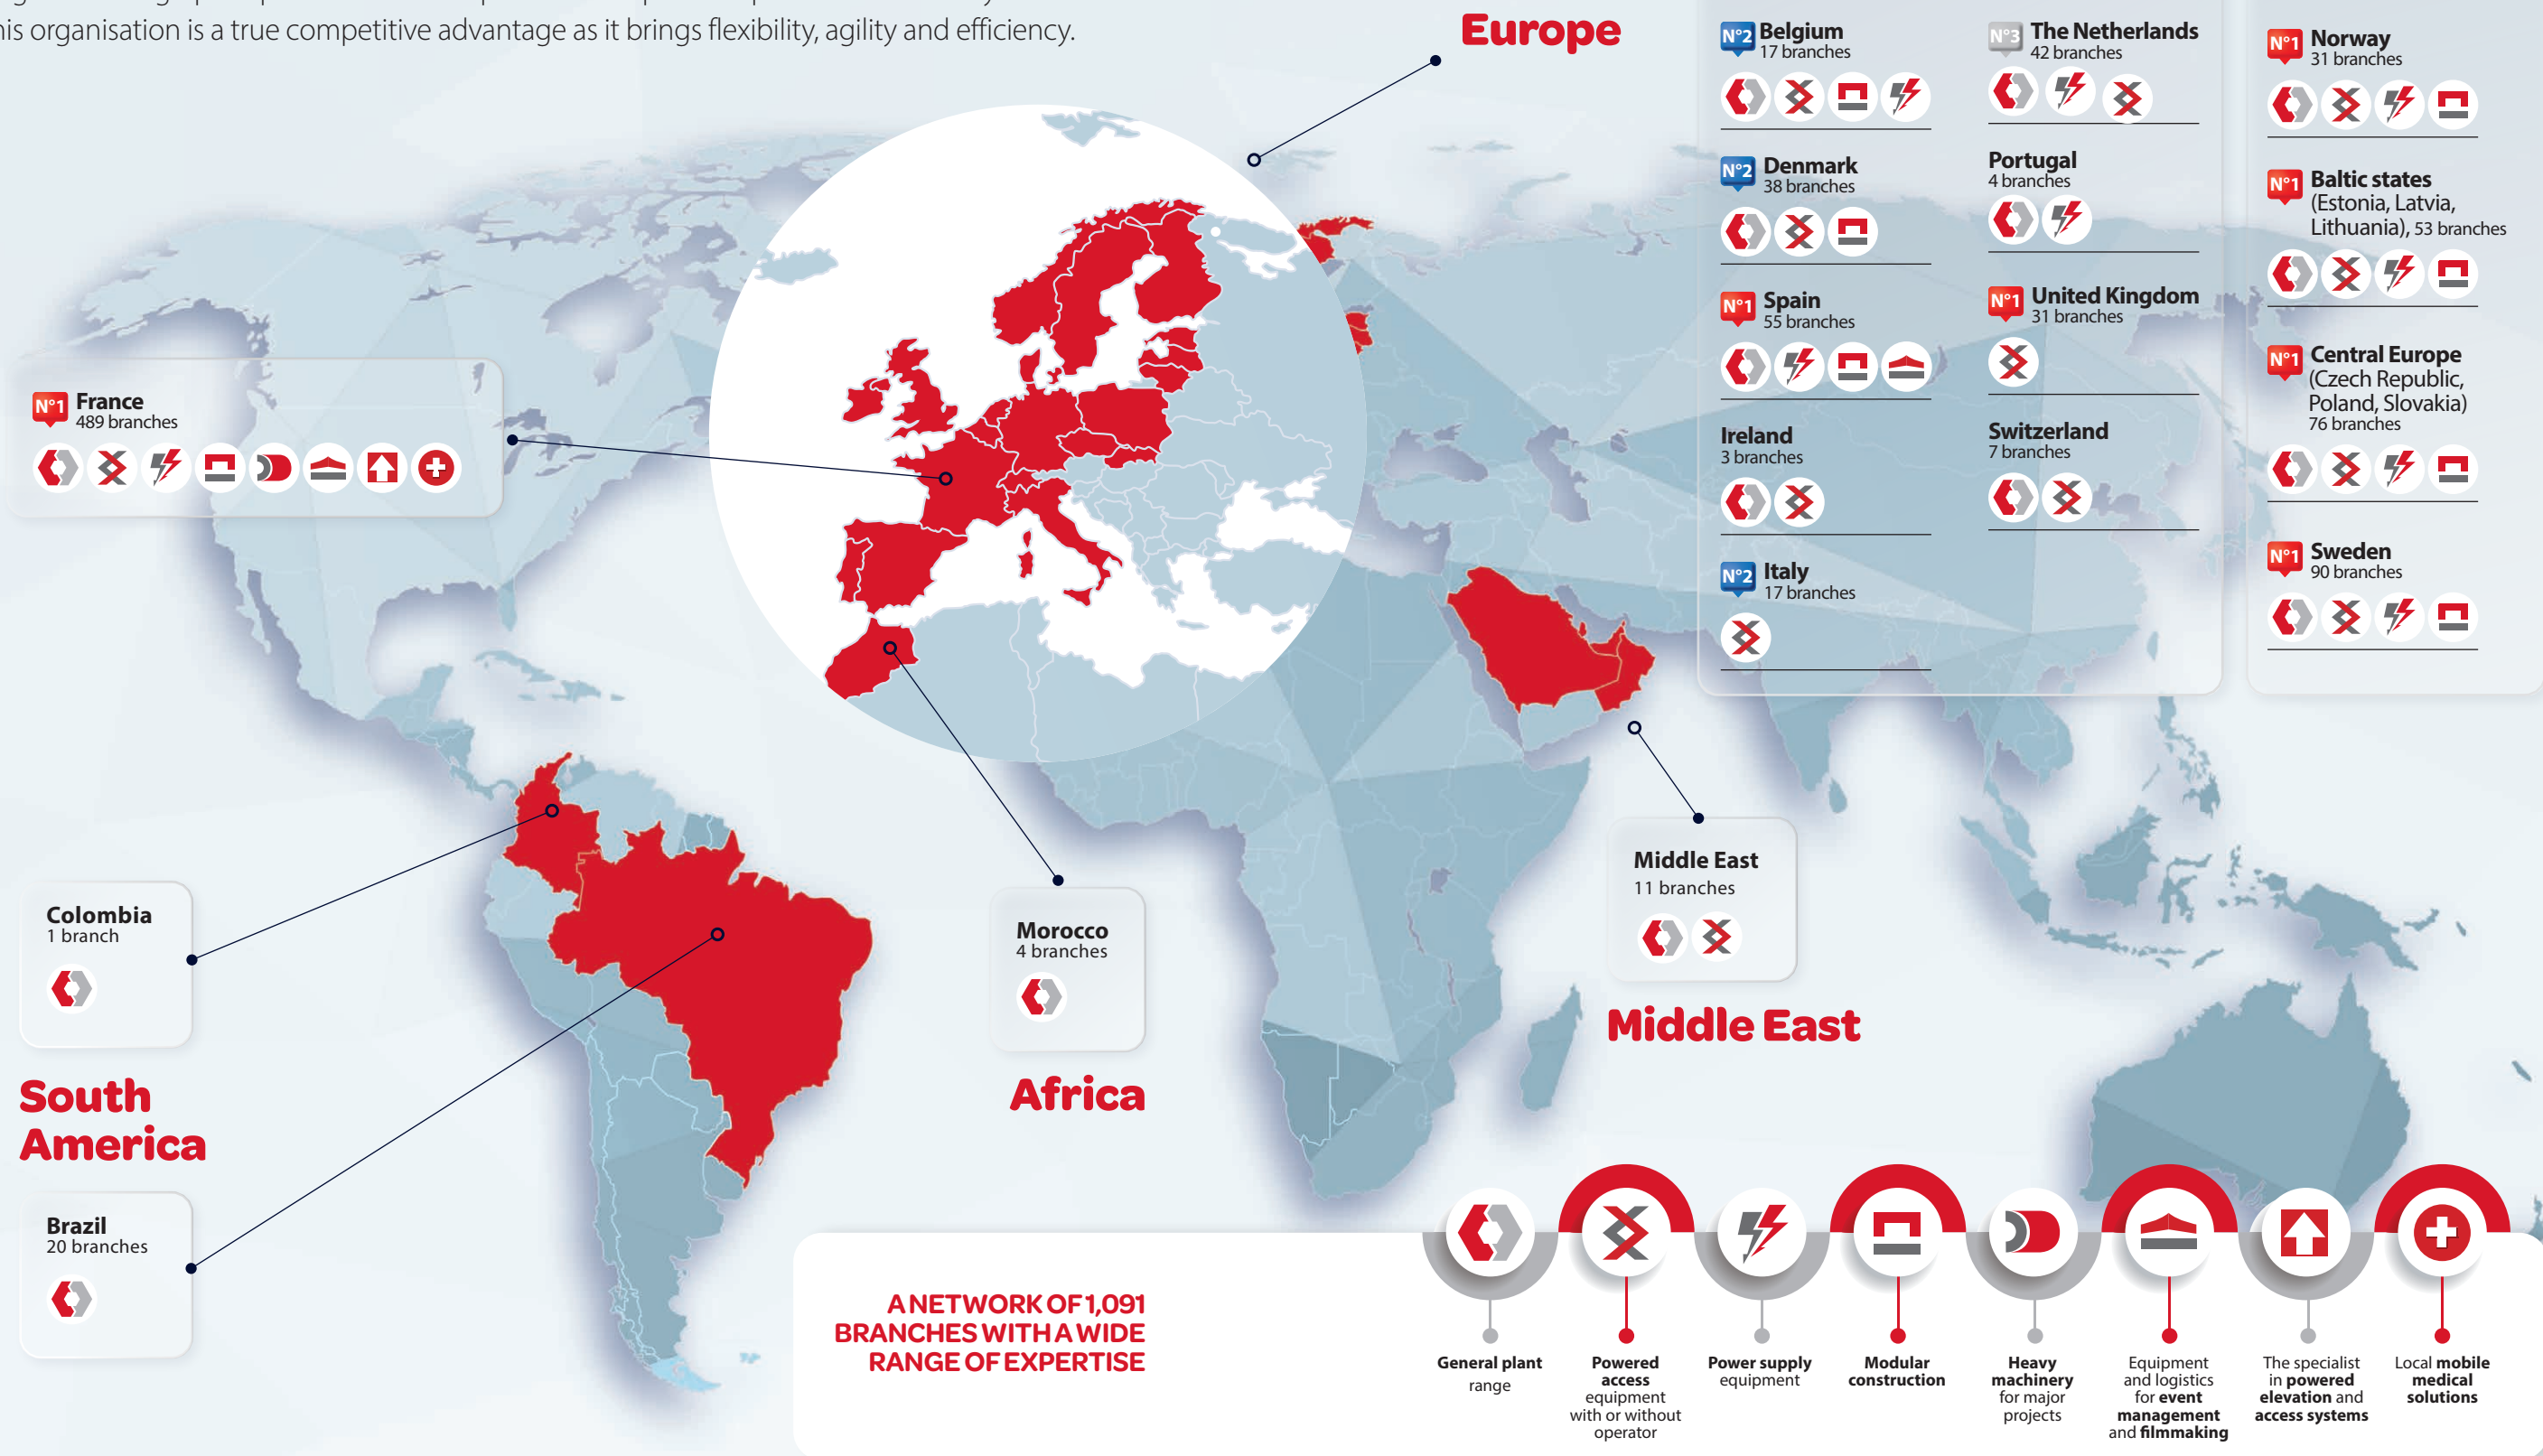 his organisation is a true competitive advantage as it brings flexibility, agility and efficiency.
Europe
N°1 France
489 branches
N°2 Belgium
17 branches
N°2 Denmark
38 branches
N°1 Spain
55 branches
Ireland
3 branches
N°2 Italy
17 branches
N°3 The Netherlands
42 branches
Portugal
4 branches
N°1 United Kingdom
31 branches
Switzerland
7 branches
N°1 Norway
31 branches
N°1 Baltic states
(Estonia, Latvia,
Lithuania), 53 branches
N°1 Central Europe
(Czech Republic,
Poland, Slovakia)
76 branches
N°1 Sweden
90 branches
Colombia
1 branch
South
America
Brazil
20 branches
Morocco
4 branches
Africa
Middle East
11 branches
Middle East
A NETWORK OF 1,091
BRANCHES WITH A WIDE
RANGE OF EXPERTISE
General plant
range
Powered
access
equipment
with or without
operator
Power supply
equipment
Modular
construction
Heavy
machinery
for major
projects
Equipment
and logistics
for event
management
and filmmaking
The specialist
in powered
elevation and
access systems
Local mobile
medical
solutions